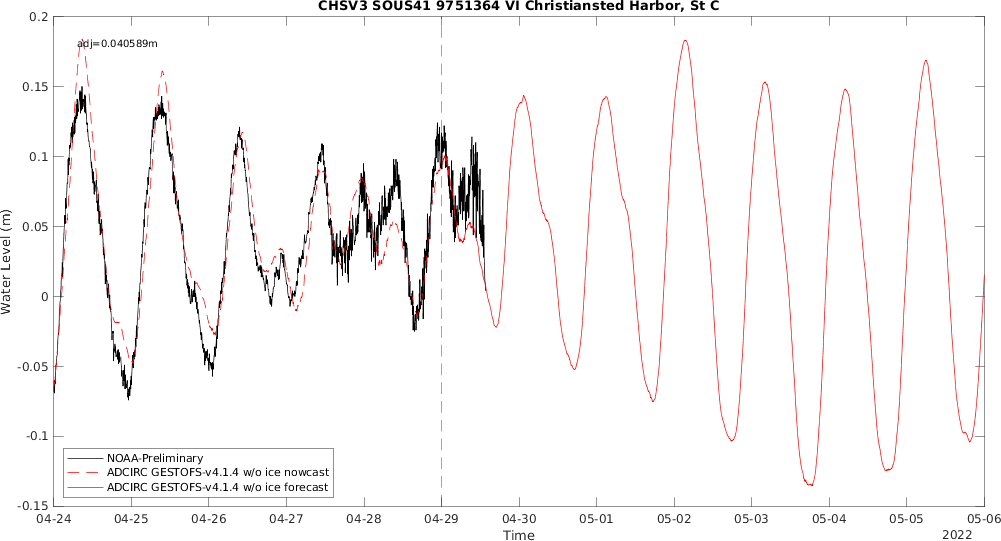 CHSV3 SOUS41 9751364 VI Christiansted Harbor, St C
adj=0.040589m
0.2
0.15
0.1
0.05
0
-0.05
-0.1
-0.15
Water Level (m)
NOAA-Preliminary
ADCIRC GESTOFS-v4.1.4 w/o ice nowcast
ADCIRC GESTOFS-v4.1.4 w/o ice forecast
04-24 04-25 04-26 04-27 04-28 04-29 04-30 05-01 05-02 05-03 05-04 05-05 05-06
Time
2022